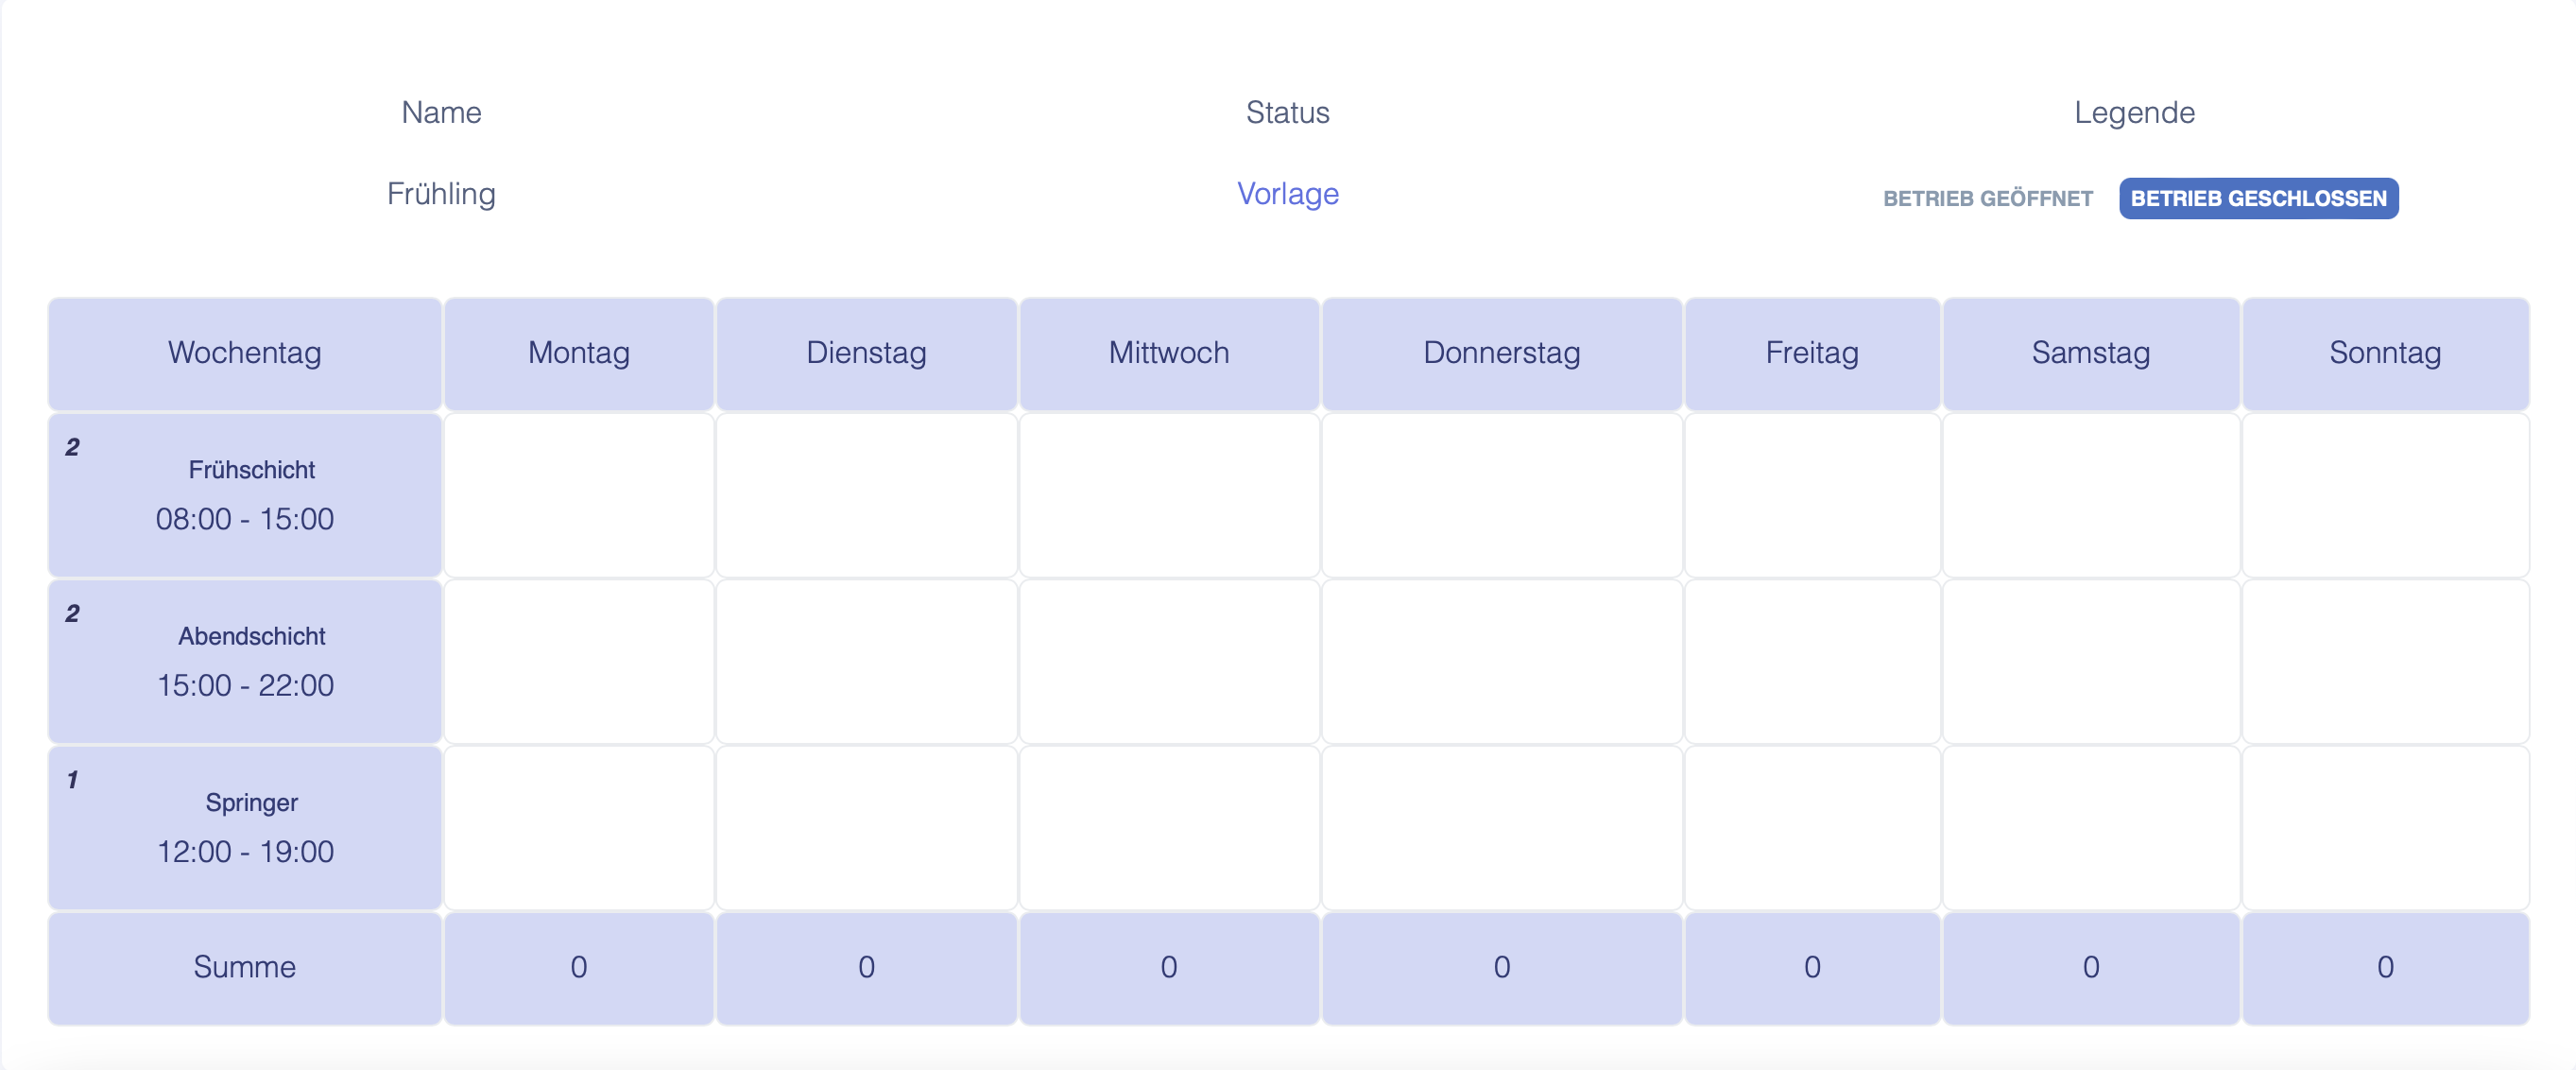 Name Status Legende
Frühling Vorlage BETRIEB GEÖFFNET BETRIEB GESCHLOSSEN
Wochentag Montag Dienstag Mittwoch Donnerstag Freitag Samstag Sonntag
2
Frühschicht
08:00 - 15:00
2
Abendschicht
15:00 - 22:00
1
Springer
12:00 - 19:00
Summe 0 0 0 0 0 0 0